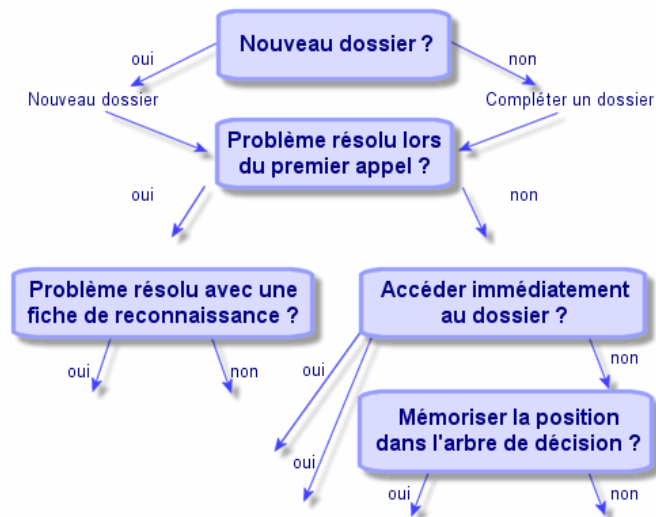 Nouveau dossier ?
oui
non
Nouveau dossier
Compléter un dossier
Problème résolu lors
du premier appel ?
oui
non
Problème résolu avec une
fiche de reconnaissance ?
Accéder immédiatement
au dossier ?
oui
non
oui
oui
non
Mémoriser la position
dans l'arbre de décision ?
oui
non